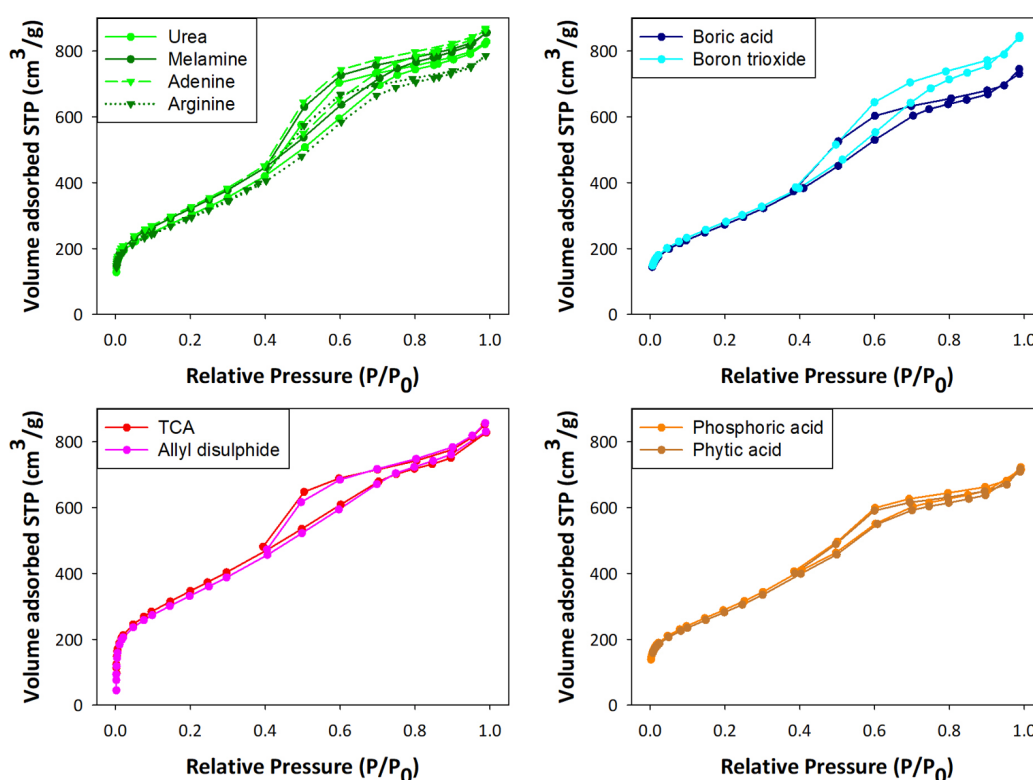 Volume adsorbed STP (cm³/g)
800
600
400
200
0
Urea
Melamine
Adenine
Arginine
0.0 0.2 0.4 0.6 0.8 1.0
Relative Pressure (P/P₀)
Volume adsorbed STP (cm³/g)
800
600
400
200
0
Boric acid
Boron trioxide
0.0 0.2 0.4 0.6 0.8 1.0
Relative Pressure (P/P₀)
Volume adsorbed STP (cm³/g)
800
600
400
200
0
TCA
Allyl disulphide
0.0 0.2 0.4 0.6 0.8 1.0
Relative Pressure (P/P₀)
Volume adsorbed STP (cm³/g)
800
600
400
200
0
Phosphoric acid
Phytic acid
0.0 0.2 0.4 0.6 0.8 1.0
Relative Pressure (P/P₀)